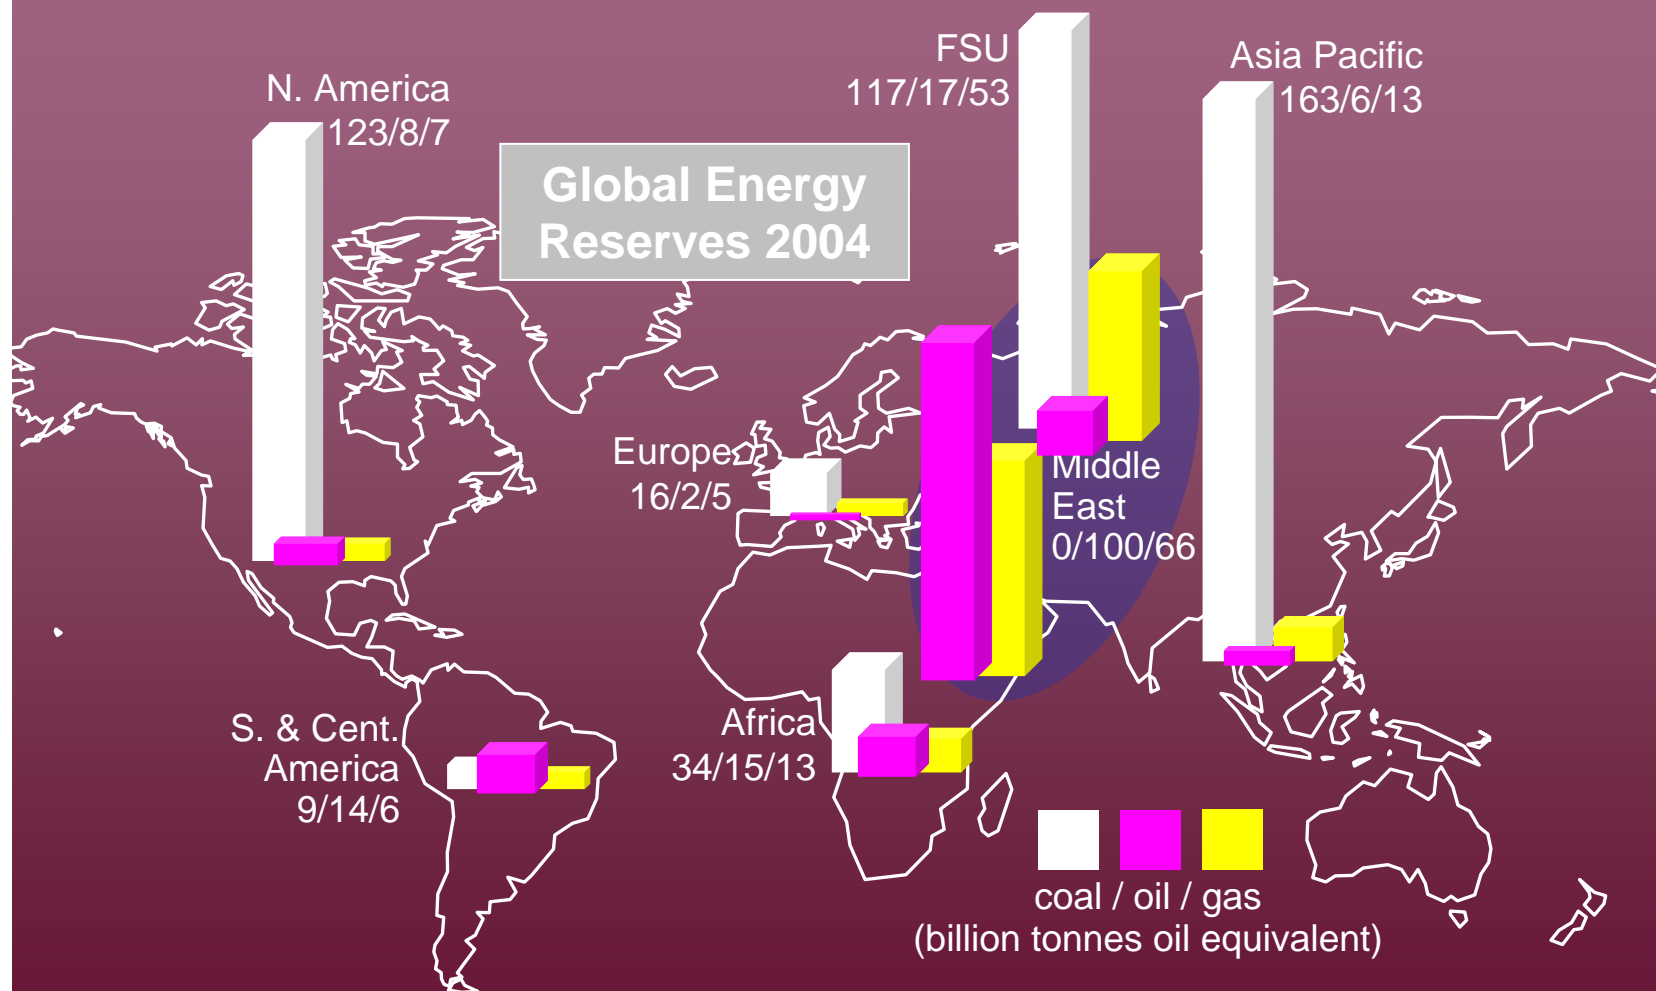 N. America
123/8/7
FSU
117/17/53
Asia Pacific
163/6/13
Global Energy
Reserves 2004
Europe
16/2/5
Middle
East
0/100/66
S. & Cent.
America
9/14/6
Africa
34/15/13
coal / oil / gas
(billion tonnes oil equivalent)